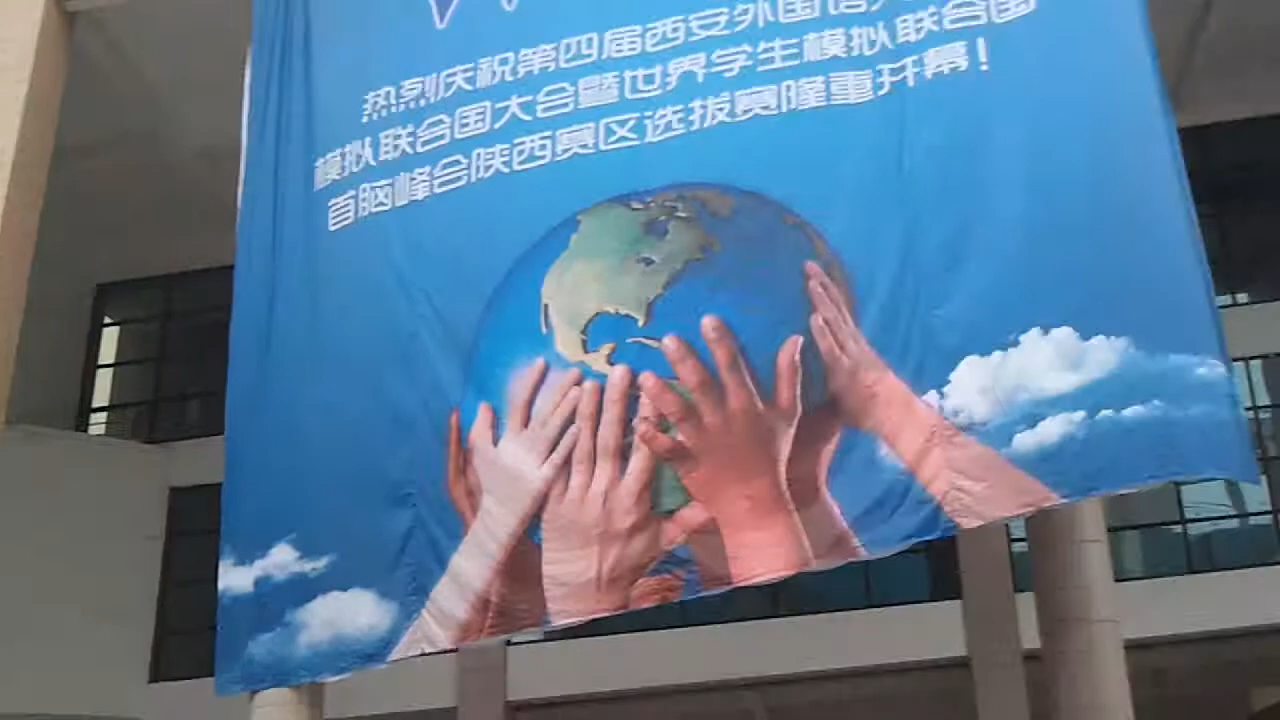 热烈庆祝第四届西安外国语大
模拟联合国大会暨世界学生模拟联合国
首脑峰会陕西赛区选拔赛隆重开幕！